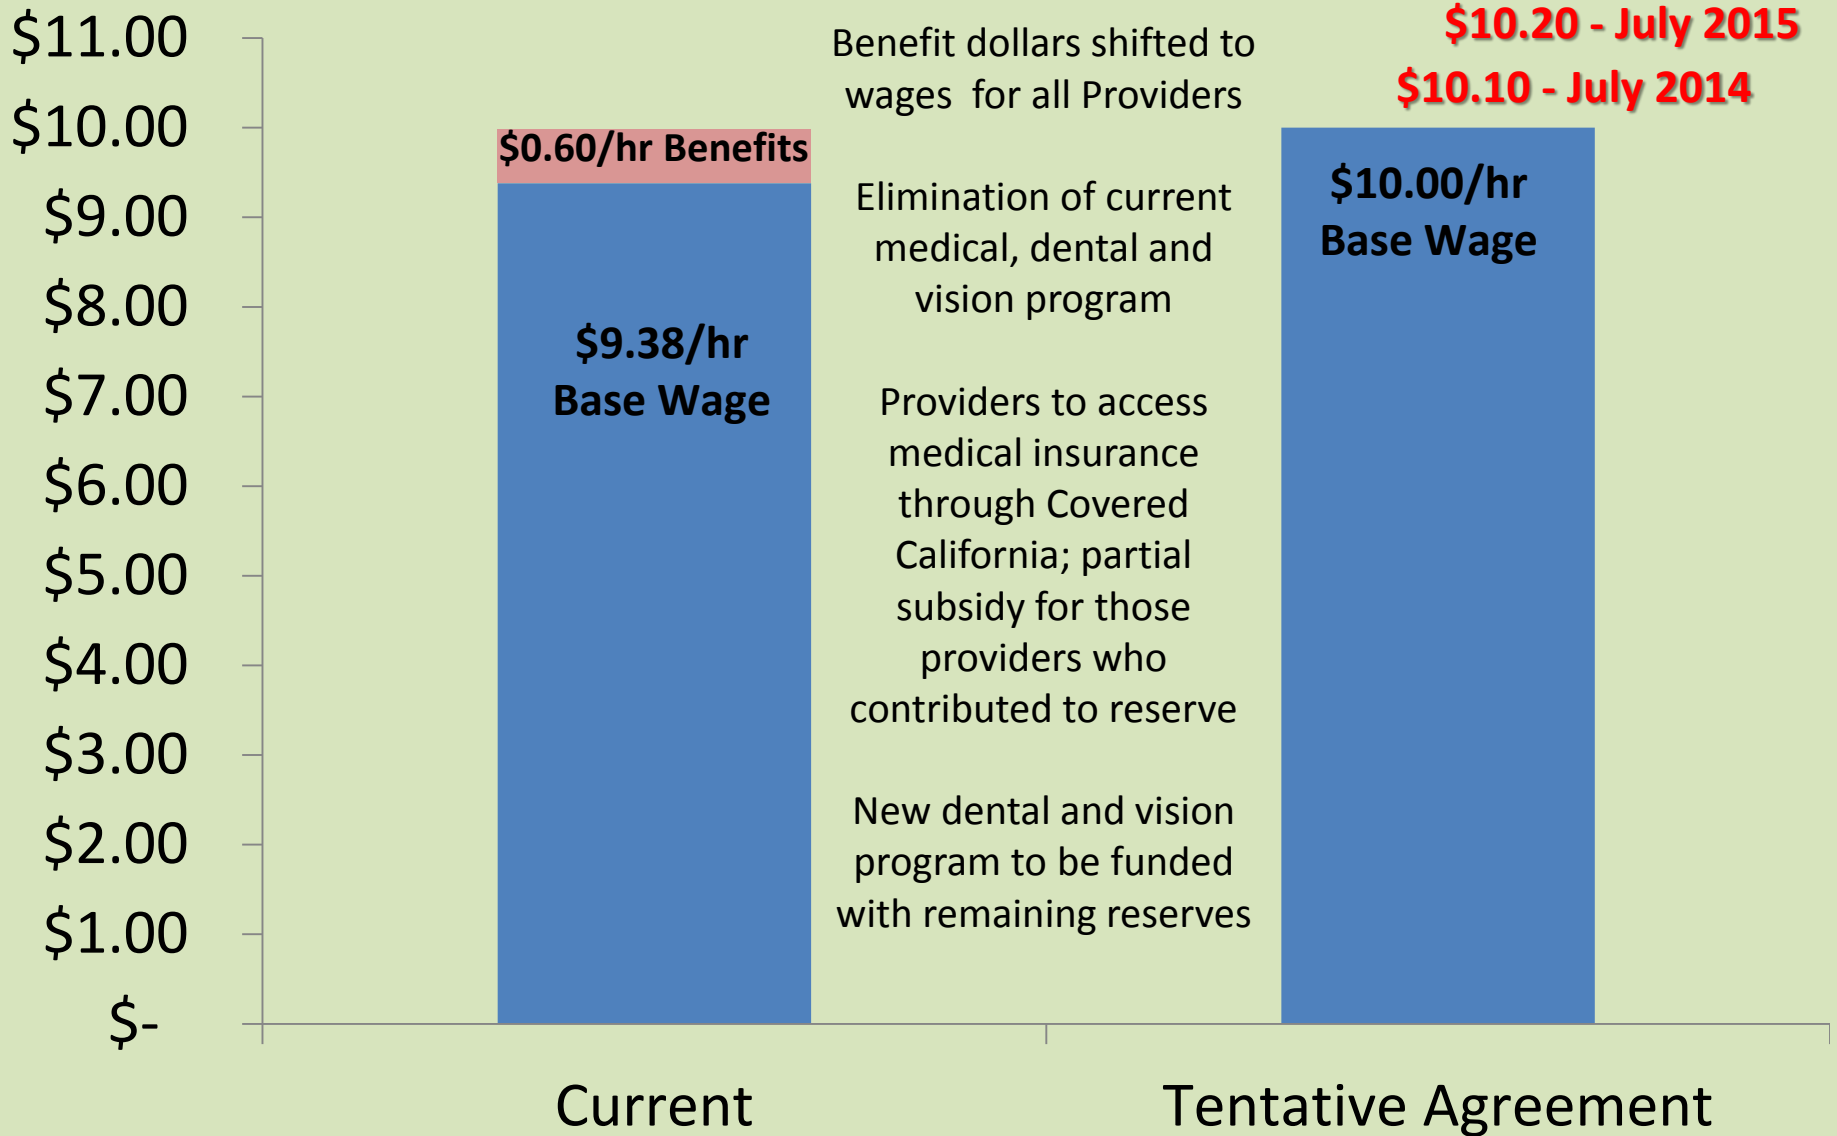 $11.00
$10.00
$9.00
$8.00
$7.00
$6.00
$5.00
$4.00
$3.00
$2.00
$1.00
$-
$0.60/hr Benefits
$9.38/hr
Base Wage
Benefit dollars shifted to
wages for all Providers
Elimination of current
medical, dental and
vision program
Providers to access
medical insurance
through Covered
California; partial
subsidy for those
providers who
contributed to reserve
New dental and vision
program to be funded
with remaining reserves
$10.20 - July 2015
$10.10 - July 2014
$10.00/hr
Base Wage
Current
Tentative Agreement